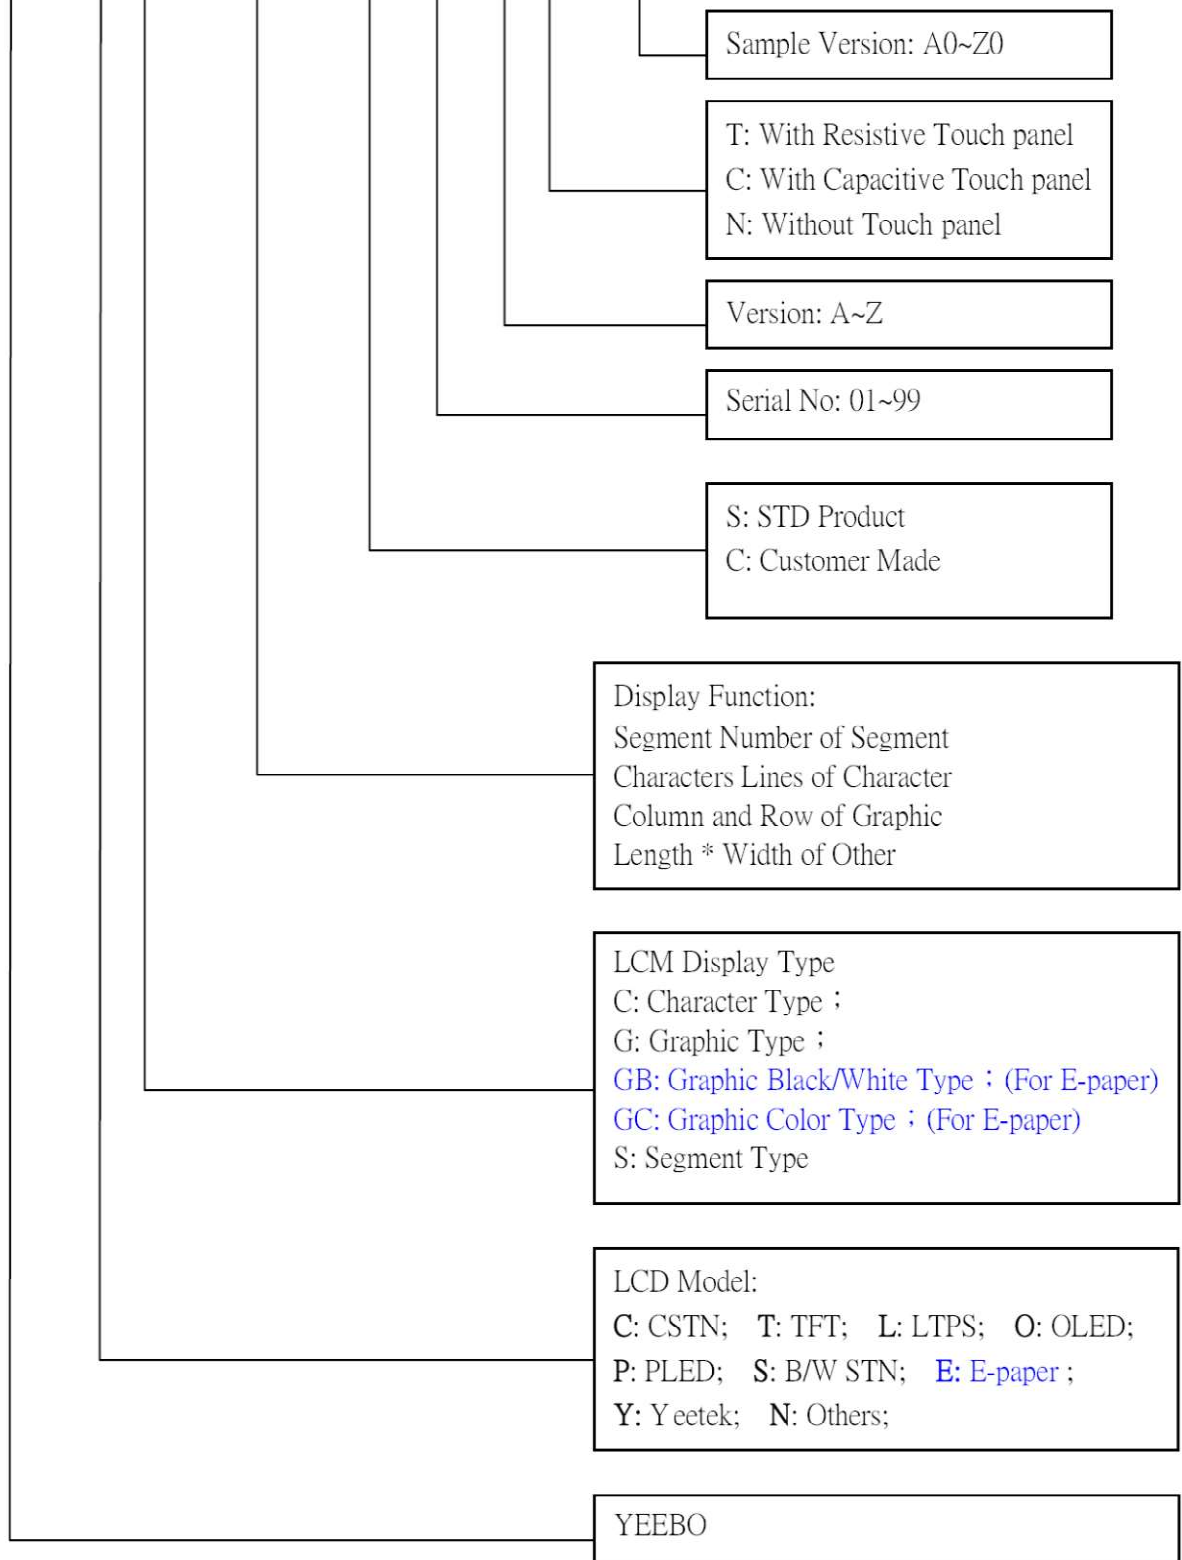 Sample Version: A0~Z0
T: With Resistive Touch panel
C: With Capacitive Touch panel
N: Without Touch panel
Version: A~Z
Serial No: 01~99
S: STD Product
C: Customer Made
Display Function:
Segment Number of Segment
Characters Lines of Character
Column and Row of Graphic
Length * Width of Other
LCM Display Type
C: Character Type；
G: Graphic Type；
GB: Graphic Black/White Type；(For E-paper)
GC: Graphic Color Type；(For E-paper)
S: Segment Type
LCD Model:
C: CSTN; T: TFT; L: LTPS; O: OLED;
P: PLED; S: B/W STN; E: E-paper ;
Y: Yeetek; N: Others;
YEEBO